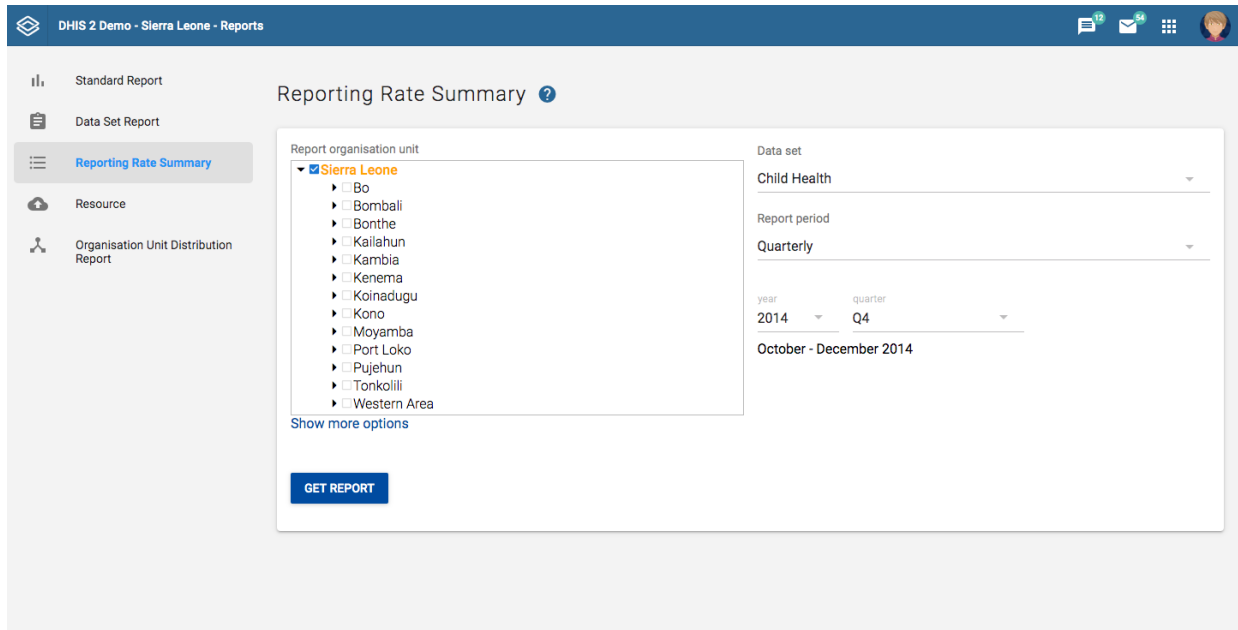 DHIS 2 Demo - Sierra Leone - Reports
12
54
Standard Report
Data Set Report
Reporting Rate Summary
Resource
Organisation Unit Distribution
Report
Reporting Rate Summary ?
Report organisation unit
Sierra Leone
Bo
Bombali
Bonthe
Kailahun
Kambia
Kenema
Koinadugu
Kono
Moyamba
Port Loko
Pujehun
Tonkolili
Western Area
Show more options
GET REPORT
Data set
Child Health
Report period
Quarterly
year quarter
2014 Q4
October - December 2014